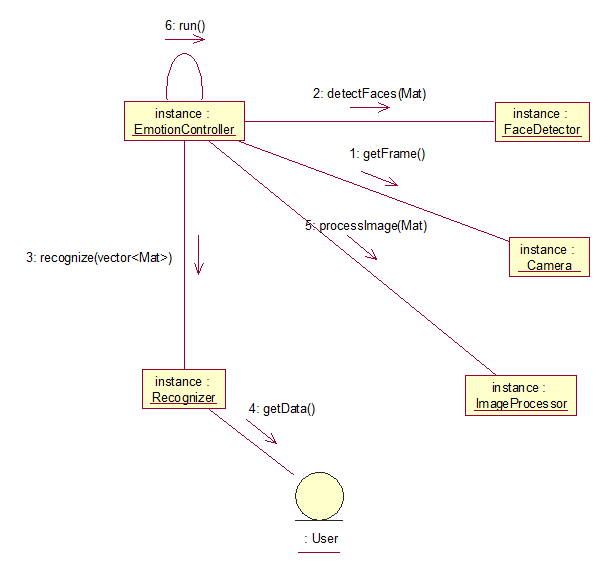 6: run()
instance :
EmotionController
2: detectFaces(Mat)
instance :
FaceDetector
1: getFrame()
5: processImage(Mat)
instance :
Camera
3: recognize(vector<Mat>)
instance :
Recognizer
instance :
ImageProcessor
4: getData()
: User